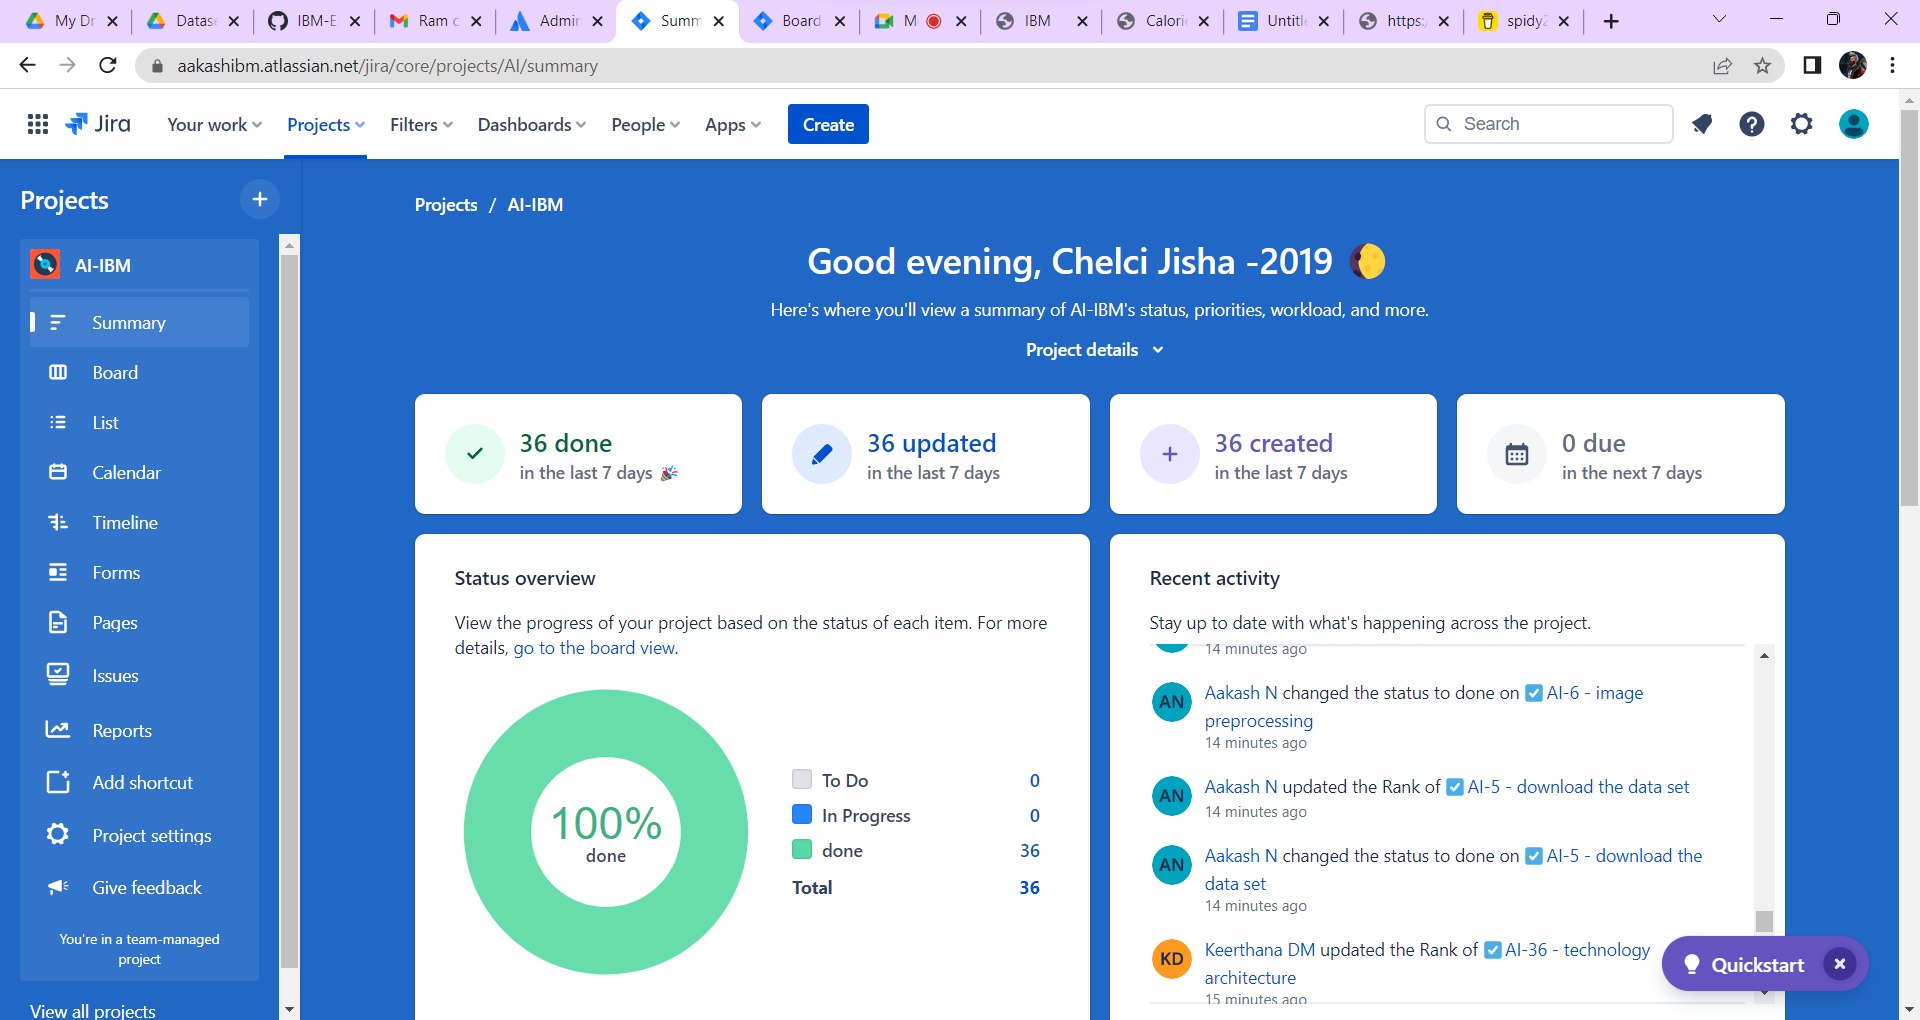 My Dr
Datase
IBM-E
Ram c
Admin
Summ
Board
M
IBM
Calori
Untitle
https:
spidy2
aakashibm.atlassian.net/jira/core/projects/AI/summary
Jira
Your work
Projects
Filters
Dashboards
People
Apps
Create
Search
Projects
AI-IBM
Summary
Board
List
Calendar
Timeline
Forms
Pages
Issues
Reports
Add shortcut
Project settings
Give feedback
You're in a team-managed
project
View all projects
Projects / AI-IBM
Good evening, Chelci Jisha -2019
Here's where you'll view a summary of AI-IBM's status, priorities, workload, and more.
Project details
36 done
in the last 7 days
36 updated
in the last 7 days
36 created
in the last 7 days
0 due
in the next 7 days
Status overview
View the progress of your project based on the status of each item. For more
details, go to the board view.
100%
done
To Do 0
In Progress 0
done 36
Total 36
Recent activity
Stay up to date with what's happening across the project.
14 minutes ago
AN
Aakash N changed the status to done on AI-6 - image
preprocessing
14 minutes ago
AN
Aakash N updated the Rank of AI-5 - download the data set
14 minutes ago
AN
Aakash N changed the status to done on AI-5 - download the
data set
14 minutes ago
KD
Keerthana DM updated the Rank of AI-36 - technology
architecture
15 minutes ago
Quickstart